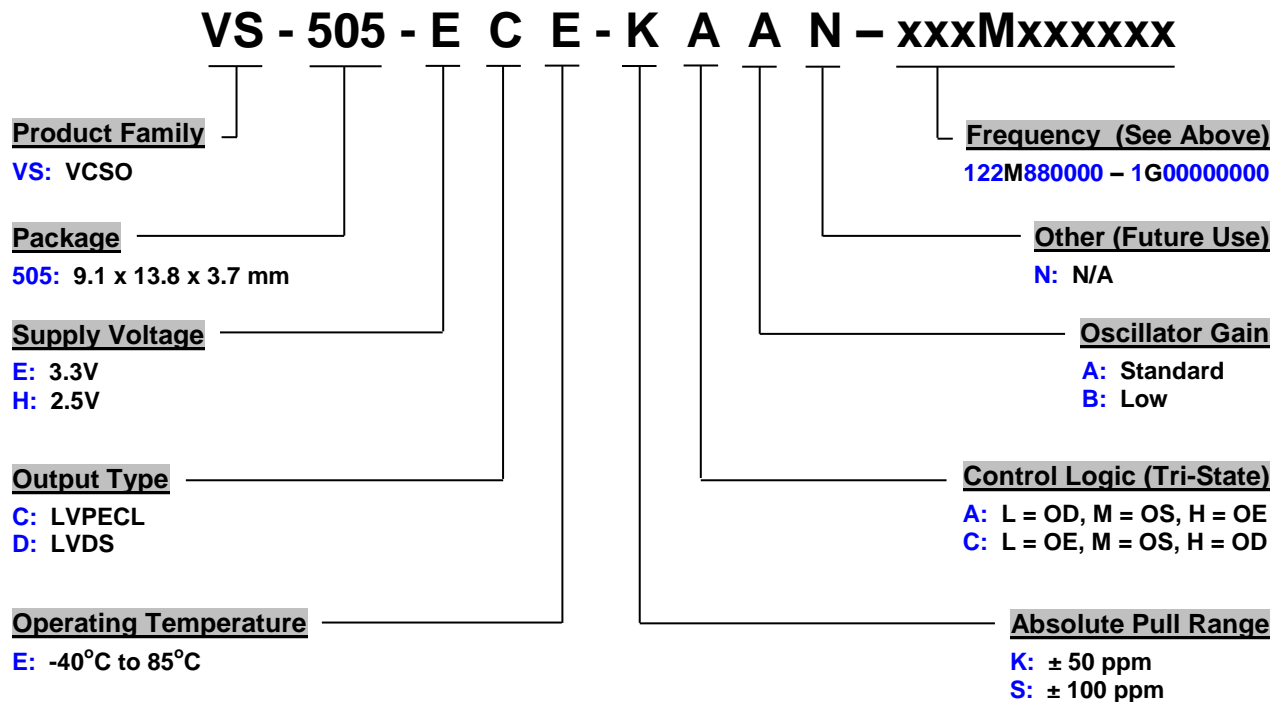 VS - 505 - E C E - K A A N – xxxMxxxxxx
Product Family
VS: VCSO
Package
505: 9.1 x 13.8 x 3.7 mm
Supply Voltage
E: 3.3V
H: 2.5V
Output Type
C: LVPECL
D: LVDS
Operating Temperature
E: -40°C to 85°C
Frequency (See Above)
122M880000 – 1G00000000
Other (Future Use)
N: N/A
Oscillator Gain
A: Standard
B: Low
Control Logic (Tri-State)
A: L = OD, M = OS, H = OE
C: L = OE, M = OS, H = OD
Absolute Pull Range
K: ± 50 ppm
S: ± 100 ppm